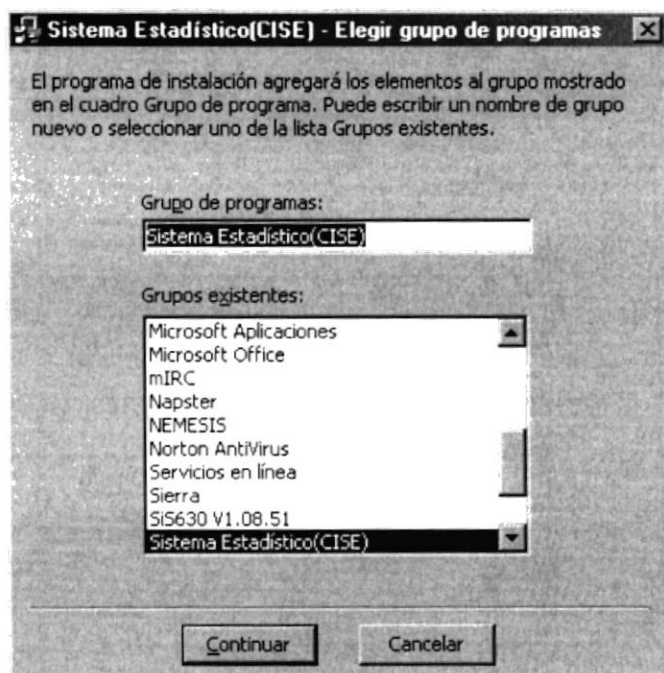 Sistema Estadístico(CISE) - Elegir grupo de programas
El programa de instalación agregará los elementos al grupo mostrado
en el cuadro Grupo de programa. Puede escribir un nombre de grupo
nuevo o seleccionar uno de la lista Grupos existentes.
Grupo de programas:
Sistema Estadístico(CISE)
Grupos existentes:
Microsoft Aplicaciones
Microsoft Office
mIRC
Napster
NEMESIS
Norton AntiVirus
Servicios en línea
Sierra
SiS630 V1.08.51
Sistema Estadístico(CISE)
Continuar
Cancelar